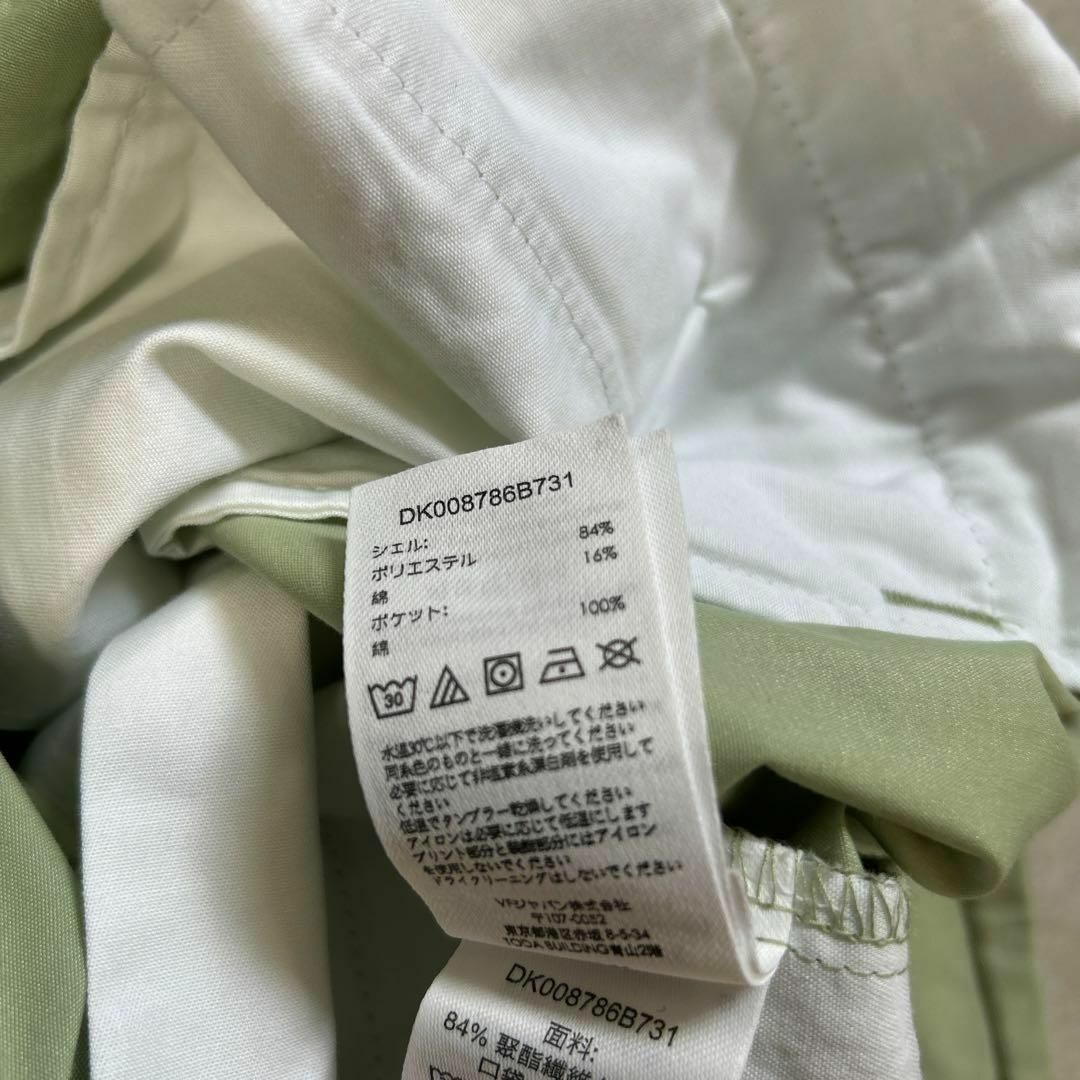 DK008786B731
シェル:
ポリエステル 84%
綿 16%
ポケット:
綿 100%
30
水温30℃以下で洗濯機洗いしてください
同系色のものと一緒に洗ってください
必要に応じて非塩素系漂白剤を使用して
ください
低温でタンブラー乾燥してください
アイロンは必要に応じて低温にします
プリント部分と装飾部分にはアイロン
を使用しないでください
ドライクリーニングはしないでください
VFジャパン株式会社
〒107-0052
東京都港区赤坂 8-5-34
TODA BUILDING青山2階
DK008786B731
面料:
84% 聚酯纖維
口袋